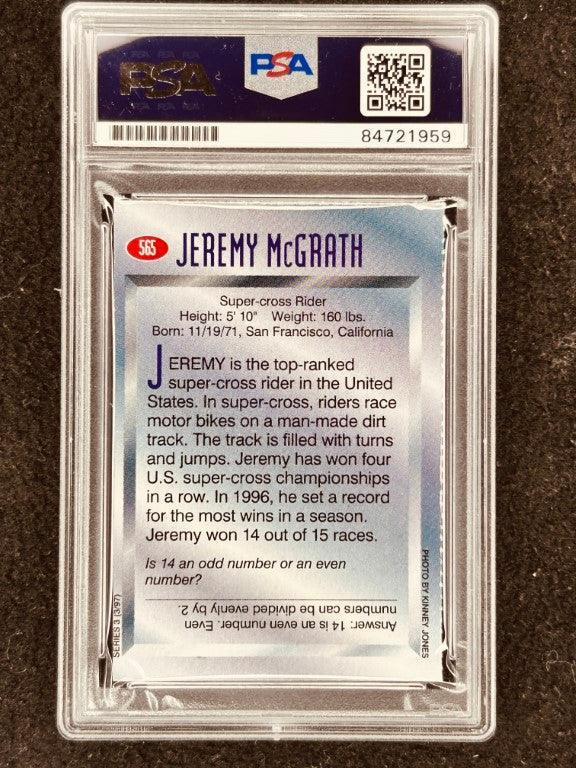 PSA
PSA
84721959
565 JEREMY McGRATH
Super-cross Rider
Height: 5' 10" Weight: 160 lbs.
Born: 11/19/71, San Francisco, California
JEREMY is the top-ranked
super-cross rider in the United
States. In super-cross, riders race
motor bikes on a man-made dirt
track. The track is filled with turns
and jumps. Jeremy has won four
U.S. super-cross championships
in a row. In 1996, he set a record
for the most wins in a season.
Jeremy won 14 out of 15 races.
Is 14 an odd number or an even
number?
Answer: 14 is an even number. Even
numbers can be divided evenly by 2.
SERIES 3 (3/97)
PHOTO BY KINNEY JONES